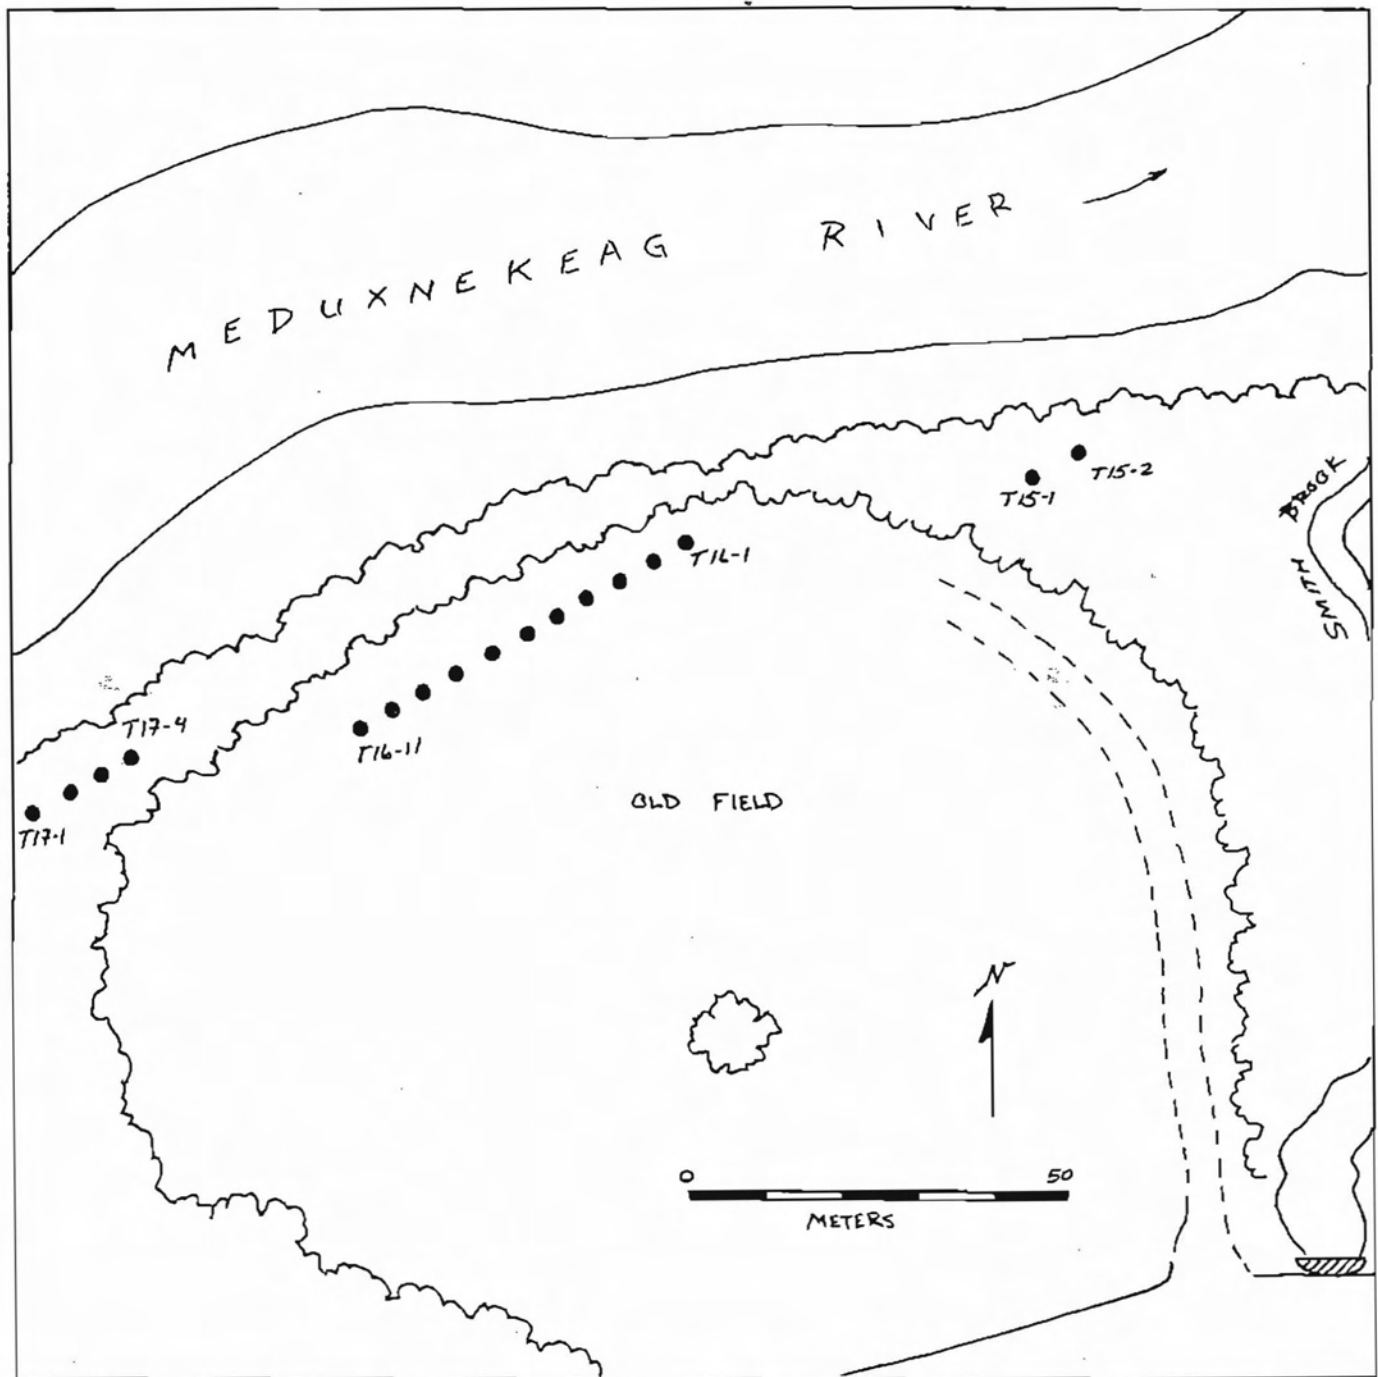 MEDUXNEKEAG RIVER
T15-2
T15-1
BROOK
SMITH
T16-1
T16-11
T17-4
T17-1
OLD FIELD
N
0 50
METERS